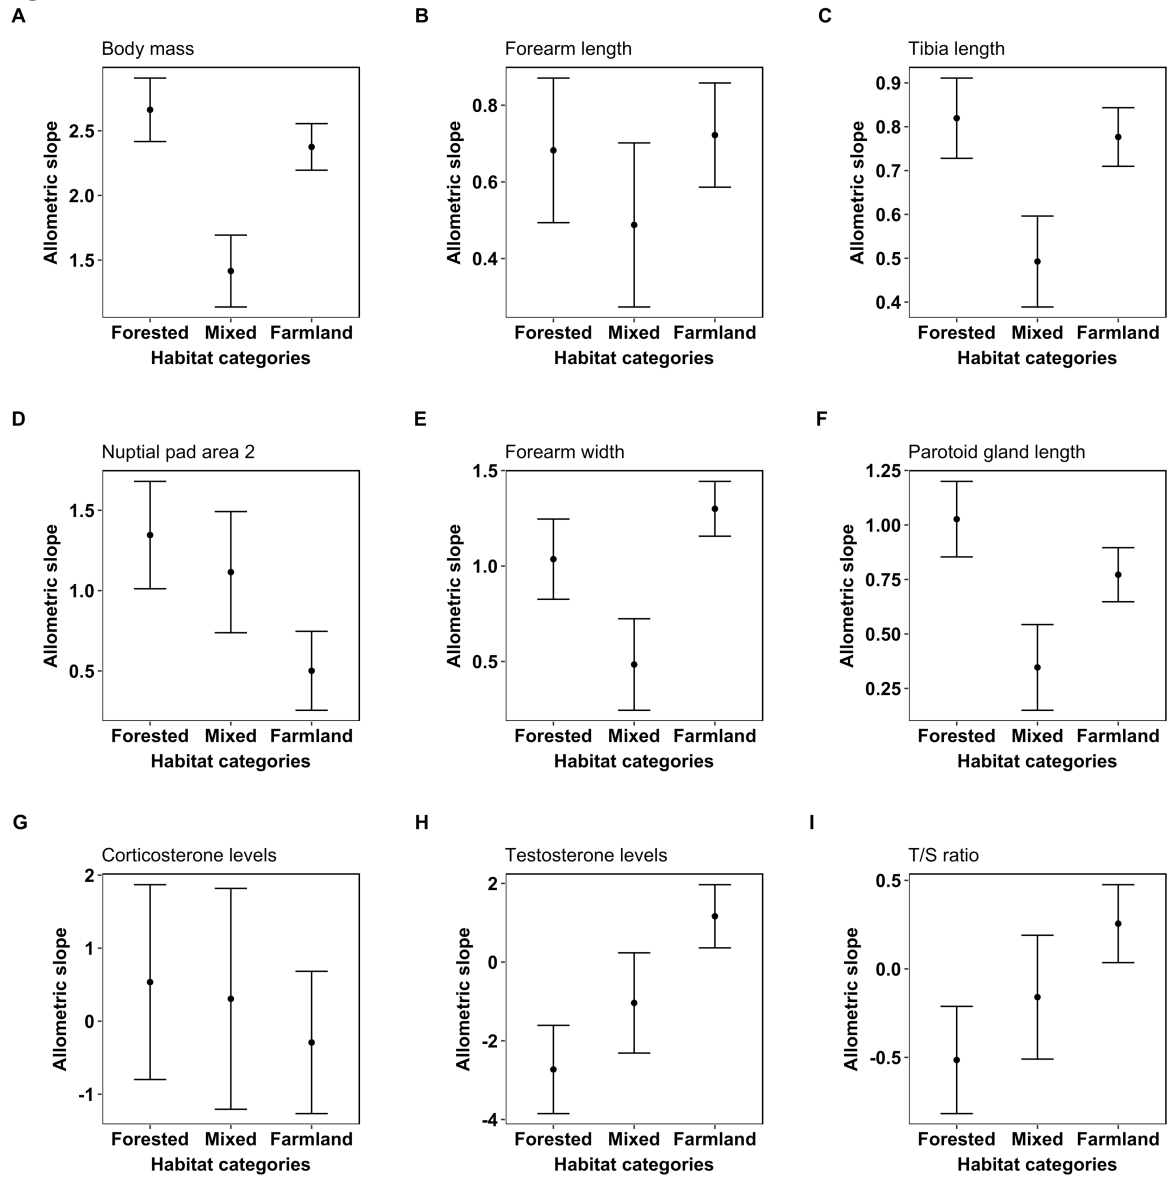 A
B
C
Body mass
Forearm length
Tibia length
Allometric slope
2.5
2.0
1.5
Allometric slope
0.8
0.6
0.4
Allometric slope
0.9
0.8
0.7
0.6
0.5
0.4
Forested Mixed Farmland
Forested Mixed Farmland
Forested Mixed Farmland
Habitat categories
Habitat categories
Habitat categories
D
E
F
Nuptial pad area 2
Forearm width
Parotoid gland length
Allometric slope
1.5
1.0
0.5
Allometric slope
1.5
1.0
0.5
Allometric slope
1.25
1.00
0.75
0.50
0.25
Forested Mixed Farmland
Forested Mixed Farmland
Forested Mixed Farmland
Habitat categories
Habitat categories
Habitat categories
G
H
I
Corticosterone levels
Testosterone levels
T/S ratio
Allometric slope
2
1
0
-1
Allometric slope
2
0
-2
-4
Allometric slope
0.5
0.0
-0.5
Forested Mixed Farmland
Forested Mixed Farmland
Forested Mixed Farmland
Habitat categories
Habitat categories
Habitat categories